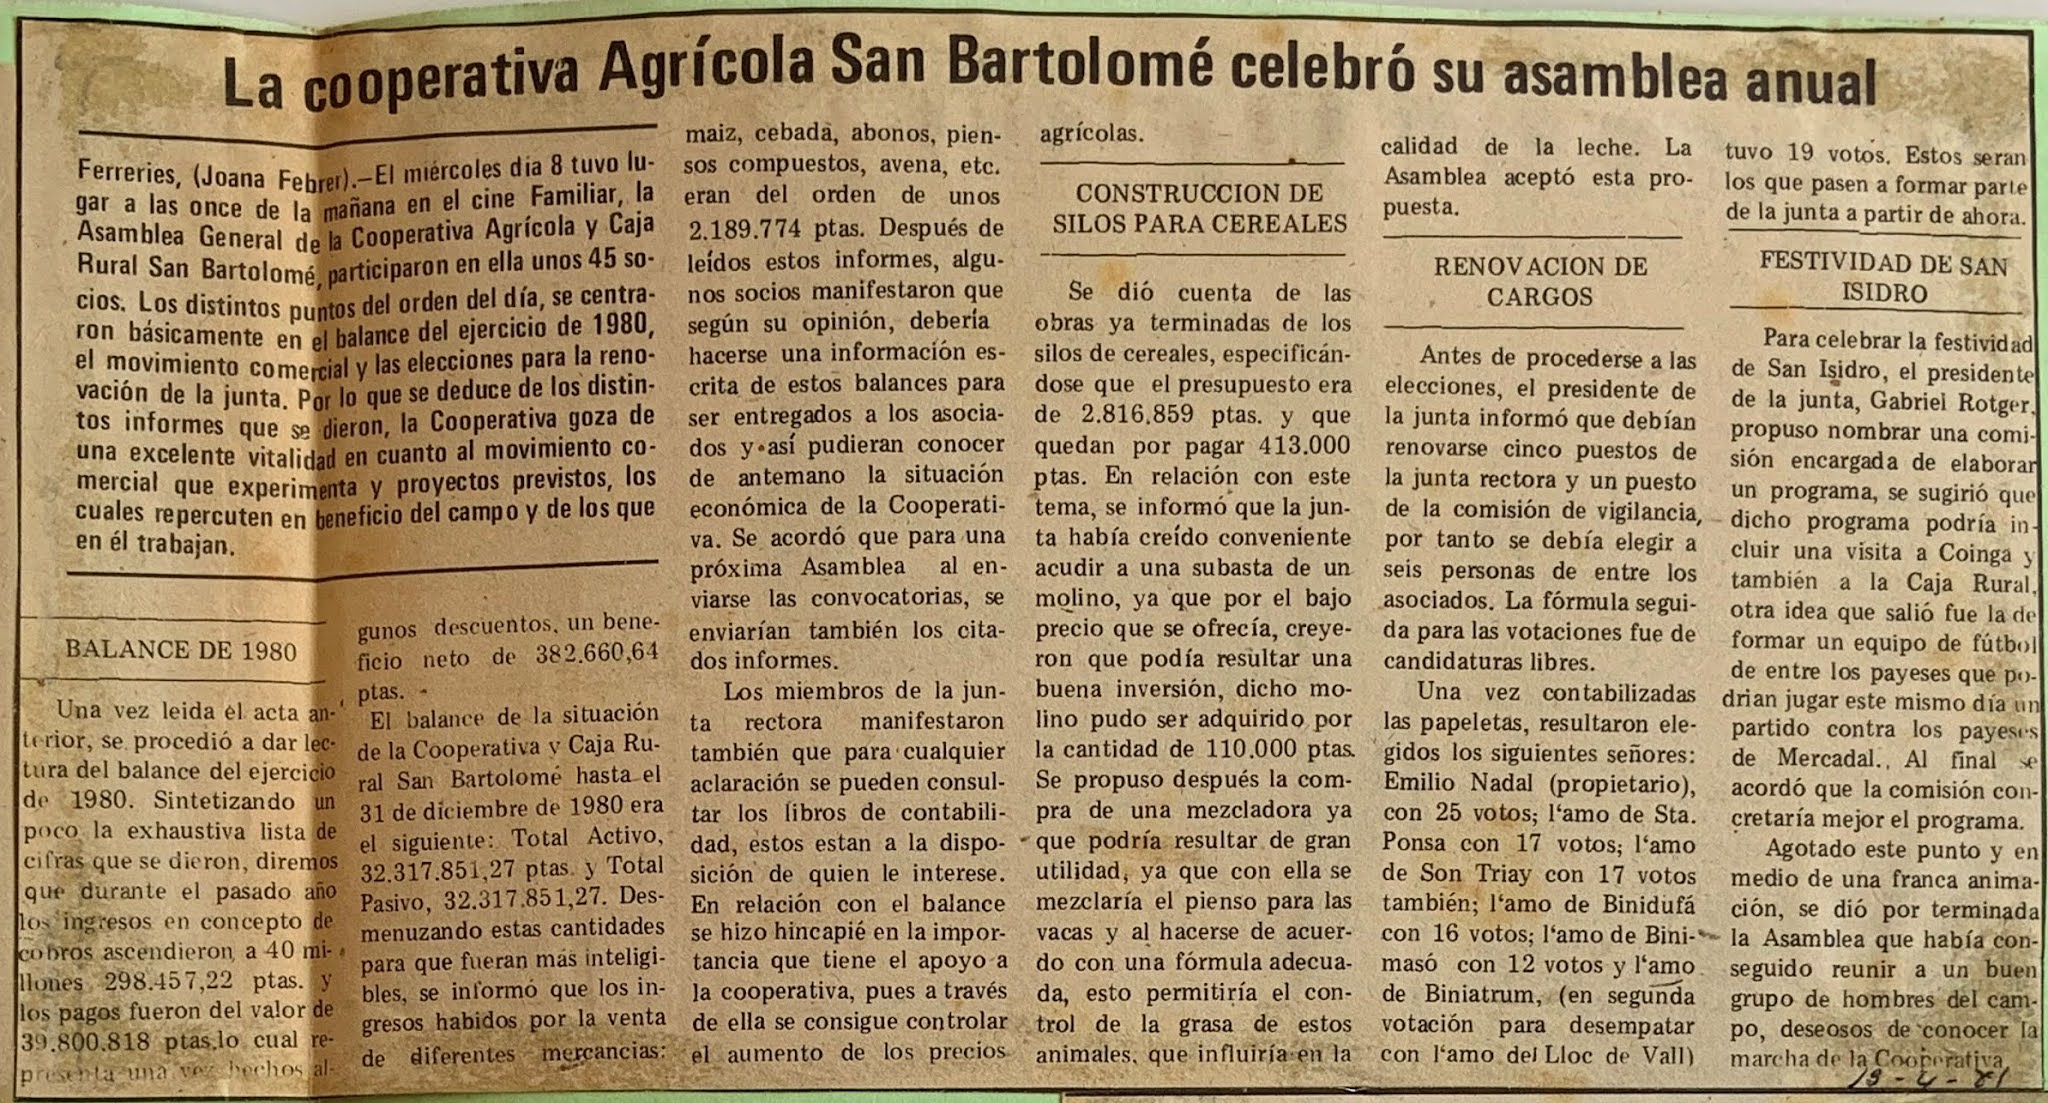 La cooperativa Agrícola San Bartolomé celebró su asamblea anual
Ferreries, (Joana Febrer).—El miércoles día 8 tuvo lu-
gar a las once de la mañana en el cine Familiar, la
Asamblea General de la Cooperativa Agrícola y Caja
Rural San Bartolomé, participaron en ella unos 45 so-
cios. Los distintos puntos del orden del día, se centra-
ron básicamente en el balance del ejercicio de 1980,
el movimiento comercial y las elecciones para la reno-
vación de la junta. Por lo que se deduce de los distin-
tos informes que se dieron, la Cooperativa goza de
una excelente vitalidad en cuanto al movimiento co-
mercial que experimenta y proyectos previstos, los
cuales repercuten en beneficio del campo y de los que
en él trabajan.
BALANCE DE 1980
Una vez leida el acta an-
terior, se procedió a dar lec-
tura del balance del ejercicio
de 1980. Sintetizando un
poco la exhaustiva lista de
cifras que se dieron, diremos
que durante el pasado año
los ingresos en concepto de
cobros ascendieron a 40 mi-
llones 298.457,22 ptas. y
los pagos fueron del valor de
39.800.818 ptas.lo cual re-
presenta una vez hechos al-
gunos descuentos, un bene-
ficio neto de 382.660,64
ptas.
El balance de la situación
de la Cooperativa y Caja Ru-
ral San Bartolomé hasta el
31 de diciembre de 1980 era
el siguiente: Total Activo,
32.317.851,27 ptas. y Total
Pasivo, 32.317.851,27. Des-
menuzando estas cantidades
para que fueran más inteligi-
bles, se informó que los in-
gresos habidos por la venta
de diferentes mercancias:
maiz, cebada, abonos, pien-
sos compuestos, avena, etc.
eran del orden de unos
2.189.774 ptas. Después de
leídos estos informes, algu-
nos socios manifestaron que
según su opinión, debería
hacerse una información es-
crita de estos balances para
ser entregados a los asocia-
dos y así pudieran conocer
de antemano la situación
económica de la Cooperati-
va. Se acordó que para una
próxima Asamblea al en-
viarse las convocatorias, se
enviarían también los cita-
dos informes.
Los miembros de la jun-
ta rectora manifestaron
también que para cualquier
aclaración se pueden consul-
tar los libros de contabili-
dad, estos estan a la dispo-
sición de quien le interese.
En relación con el balance
se hizo hincapié en la impor-
tancia que tiene el apoyo a
la cooperativa, pues a través
de ella se consigue controlar
el aumento de los precios
agrícolas.
CONSTRUCCION DE
SILOS PARA CEREALES
Se dió cuenta de las
obras ya terminadas de los
silos de cereales, especificán-
dose que el presupuesto era
de 2.816.859 ptas. y que
quedan por pagar 413.000
ptas. En relación con este
tema, se informó que la jun-
ta había creído conveniente
acudir a una subasta de un
molino, ya que por el bajo
precio que se ofrecía, creye-
ron que podía resultar una
buena inversión, dicho mo-
lino pudo ser adquirido por
la cantidad de 110.000 ptas.
Se propuso después la com-
pra de una mezcladora ya
que podría resultar de gran
utilidad, ya que con ella se
mezclaría el pienso para las
vacas y al hacerse de acuer-
do con una fórmula adecua-
da, esto permitiría el con-
trol de la grasa de estos
animales, que influiría en la
calidad de la leche. La
Asamblea aceptó esta pro-
puesta.
RENOVACION DE
CARGOS
Antes de procederse a las
elecciones, el presidente de
la junta informó que debían
renovarse cinco puestos de
la junta rectora y un puesto
de la comisión de vigilancia,
por tanto se debía elegir a
seis personas de entre los
asociados. La fórmula segui-
da para las votaciones fue de
candidaturas libres.
Una vez contabilizadas
las papeletas, resultaron ele-
gidos los siguientes señores:
Emilio Nadal (propietario),
con 25 votos; l'amo de Sta.
Ponsa con 17 votos; l'amo
de Son Triay con 17 votos
también; l'amo de Binidufá
con 16 votos; l'amo de Bini-
masó con 12 votos y l'amo
de Biniatrum, (en segunda
votación para desempatar
con l'amo del Lloc de Vall)
tuvo 19 votos. Estos seran
los que pasen a formar parte
de la junta a partir de ahora.
FESTIVIDAD DE SAN
ISIDRO
Para celebrar la festividad
de San Isidro, el presidente
de la junta, Gabriel Rotger,
propuso nombrar una comi-
sión encargada de elaborar
un programa, se sugirió que
dicho programa podría in-
cluir una visita a Coinga y
también a la Caja Rural,
otra idea que salió fue la de
formar un equipo de fútbol
de entre los payeses que po-
drian jugar este mismo día un
partido contra los payeses
de Mercadal. Al final se
acordó que la comisión con-
cretaría mejor el programa.
Agotado este punto y en
medio de una franca anima-
ción, se dió por terminada
la Asamblea que había con-
seguido reunir a un buen
grupo de hombres del cam-
po, deseosos de conocer la
marcha de la Cooperativa